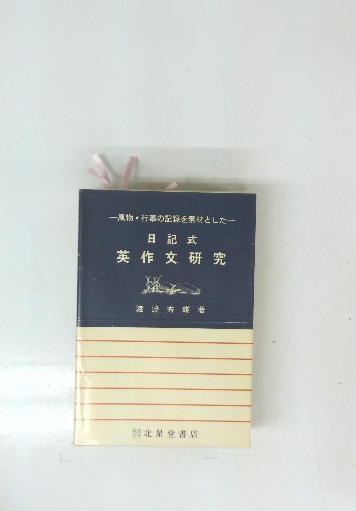 ―風物・行事の記録を素材とした―
日記式
英作文研究
渡邊秀雄著
北星堂書店